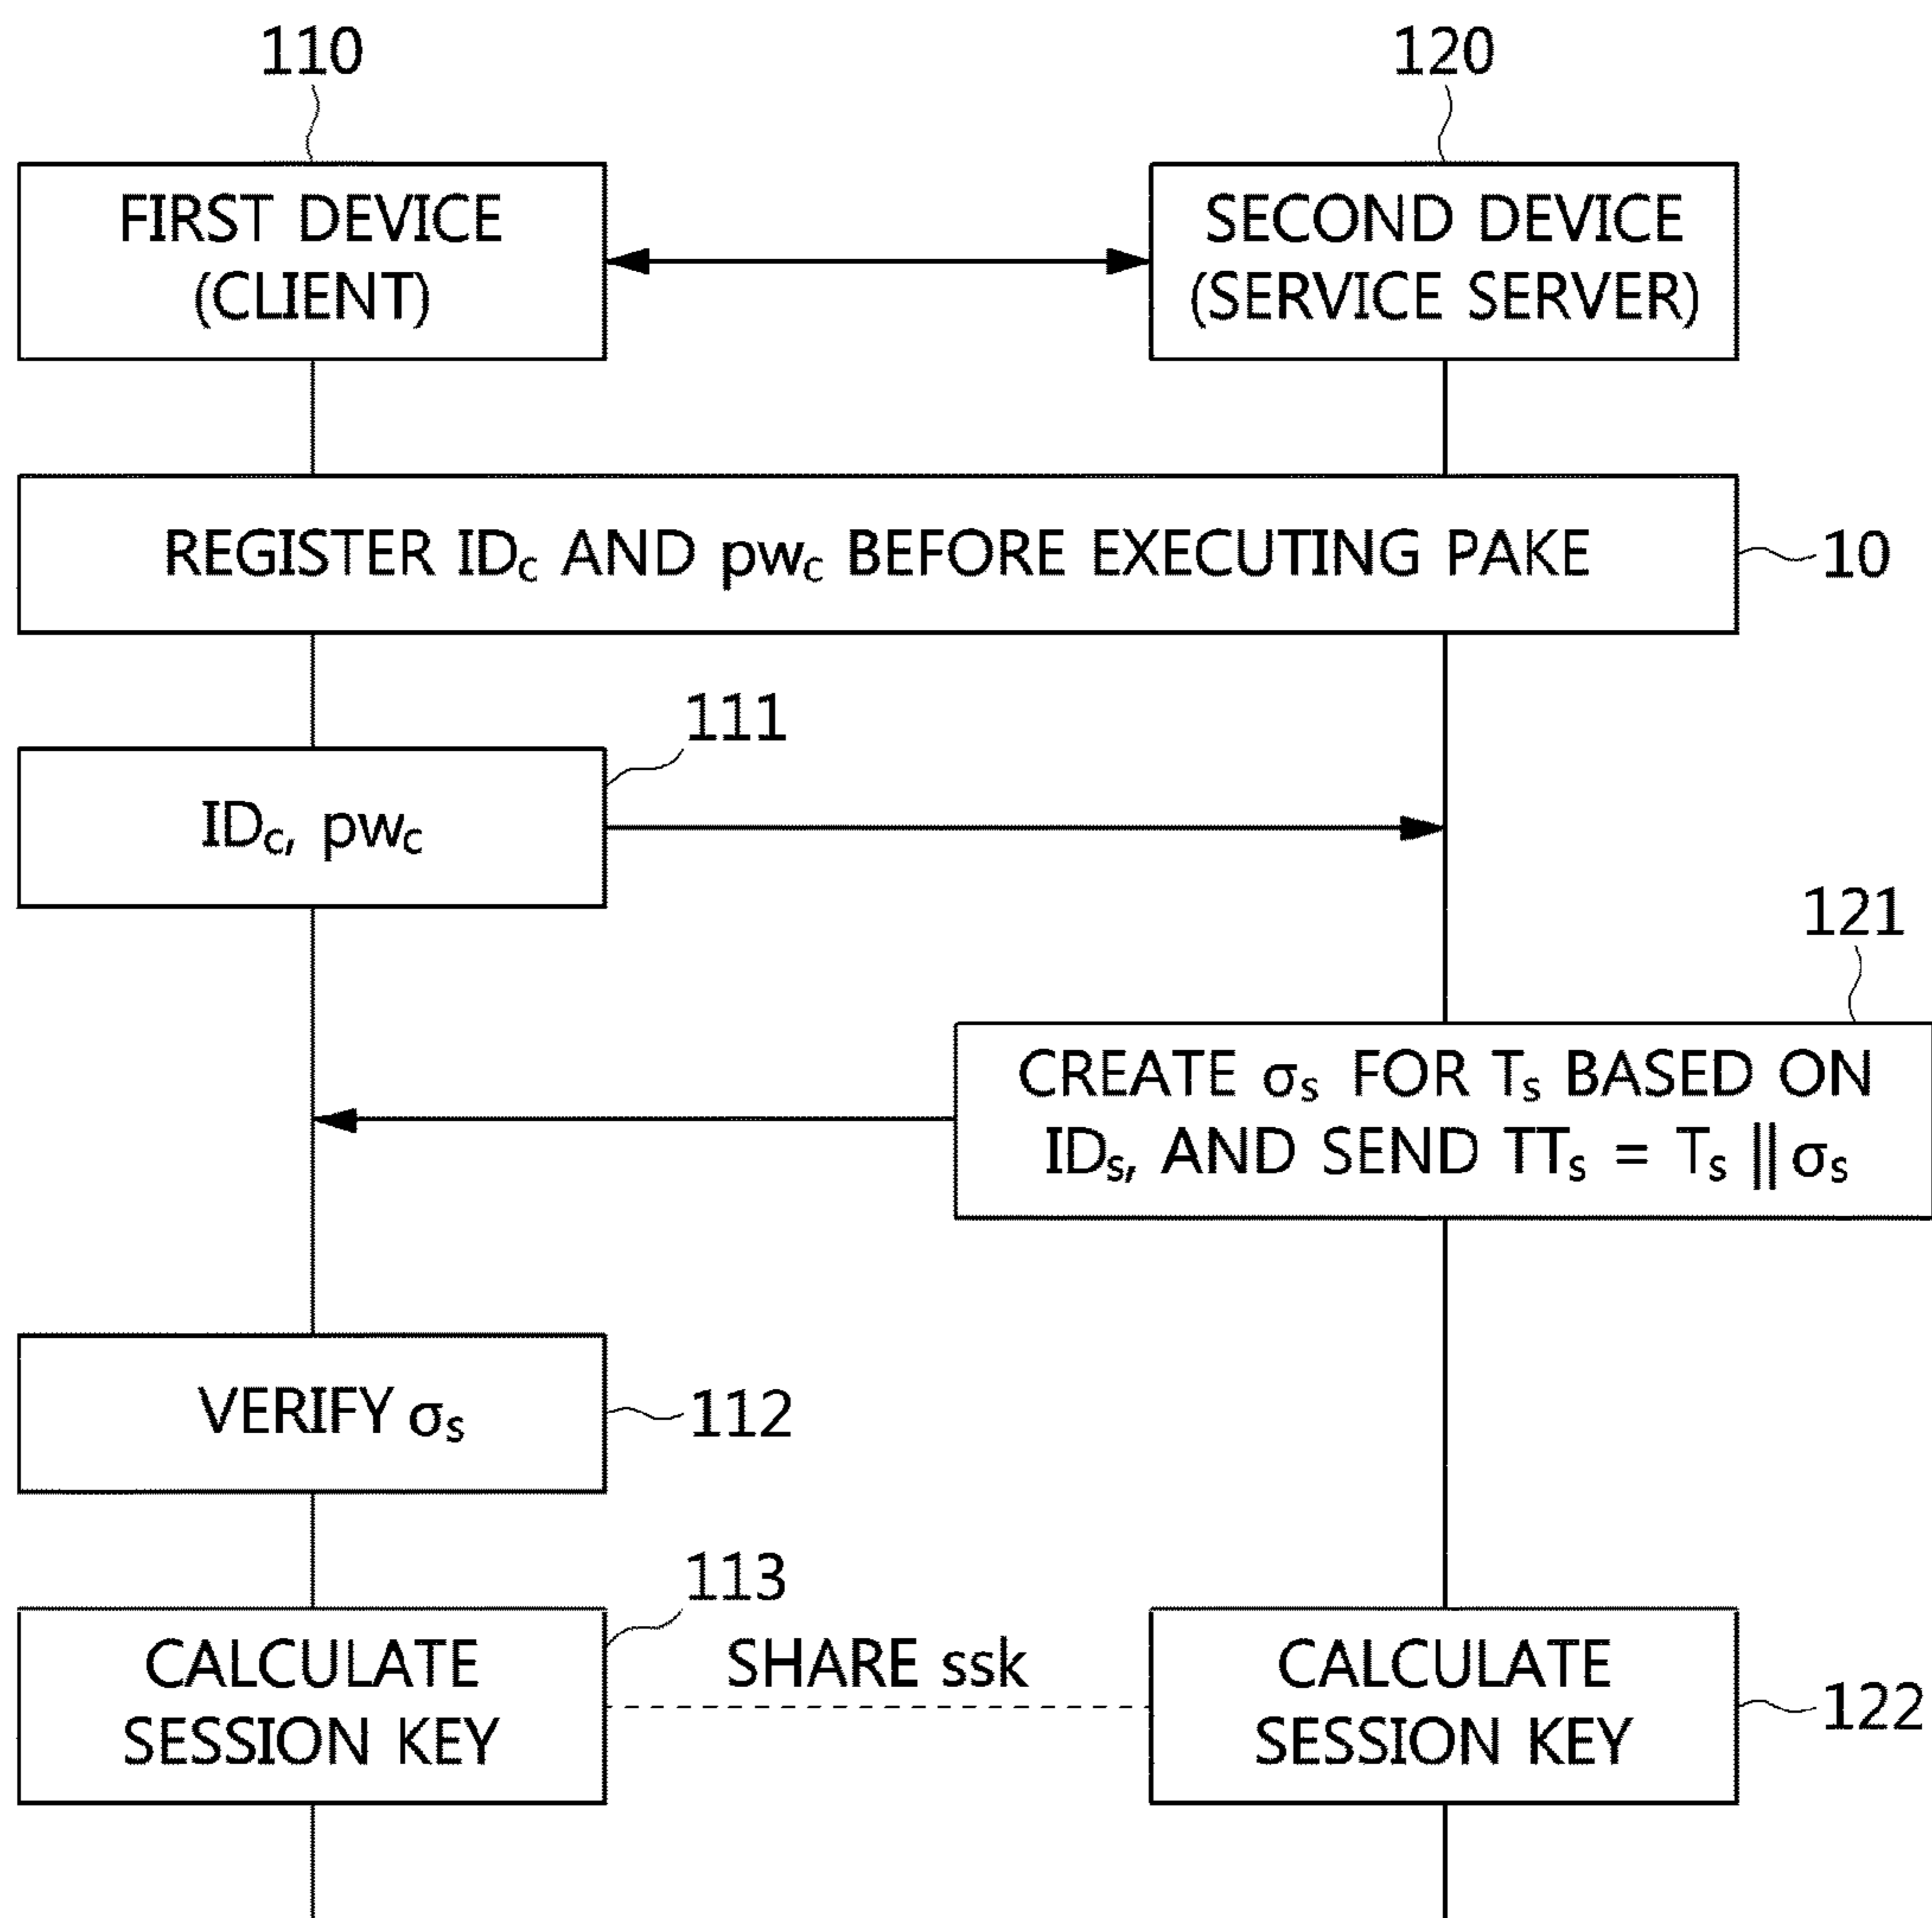 110
120
FIRST DEVICE
(CLIENT)
SECOND DEVICE
(SERVICE SERVER)
REGISTER IDc AND pwc BEFORE EXECUTING PAKE
10
111
IDc, pwc
121
CREATE σs FOR Ts BASED ON
IDs, AND SEND TTs = Ts || σs
VERIFY σs
112
113
CALCULATE
SESSION KEY
SHARE ssk
CALCULATE
SESSION KEY
122